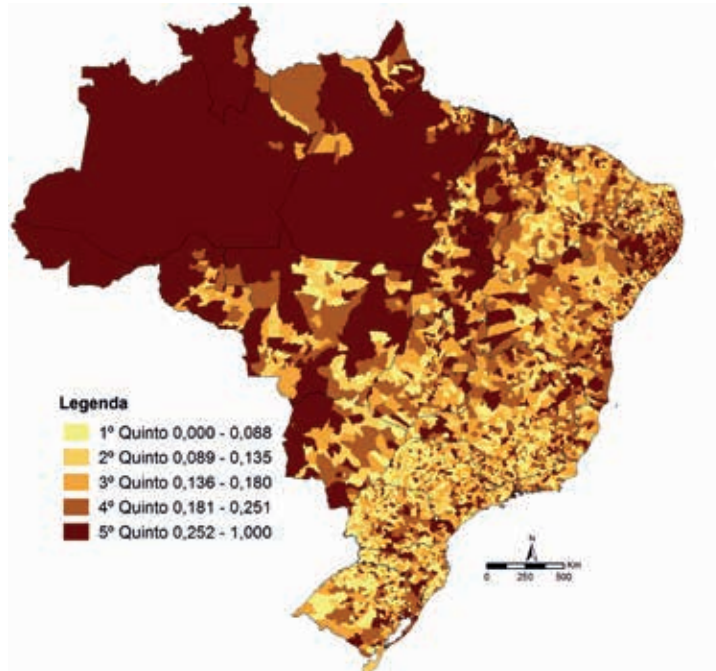 Legenda
1º Quinto 0,000 - 0,088
2º Quinto 0,089 - 0,135
3º Quinto 0,136 - 0,180
4º Quinto 0,181 - 0,251
5º Quinto 0,252 - 1,000
N
Km
0 250 500